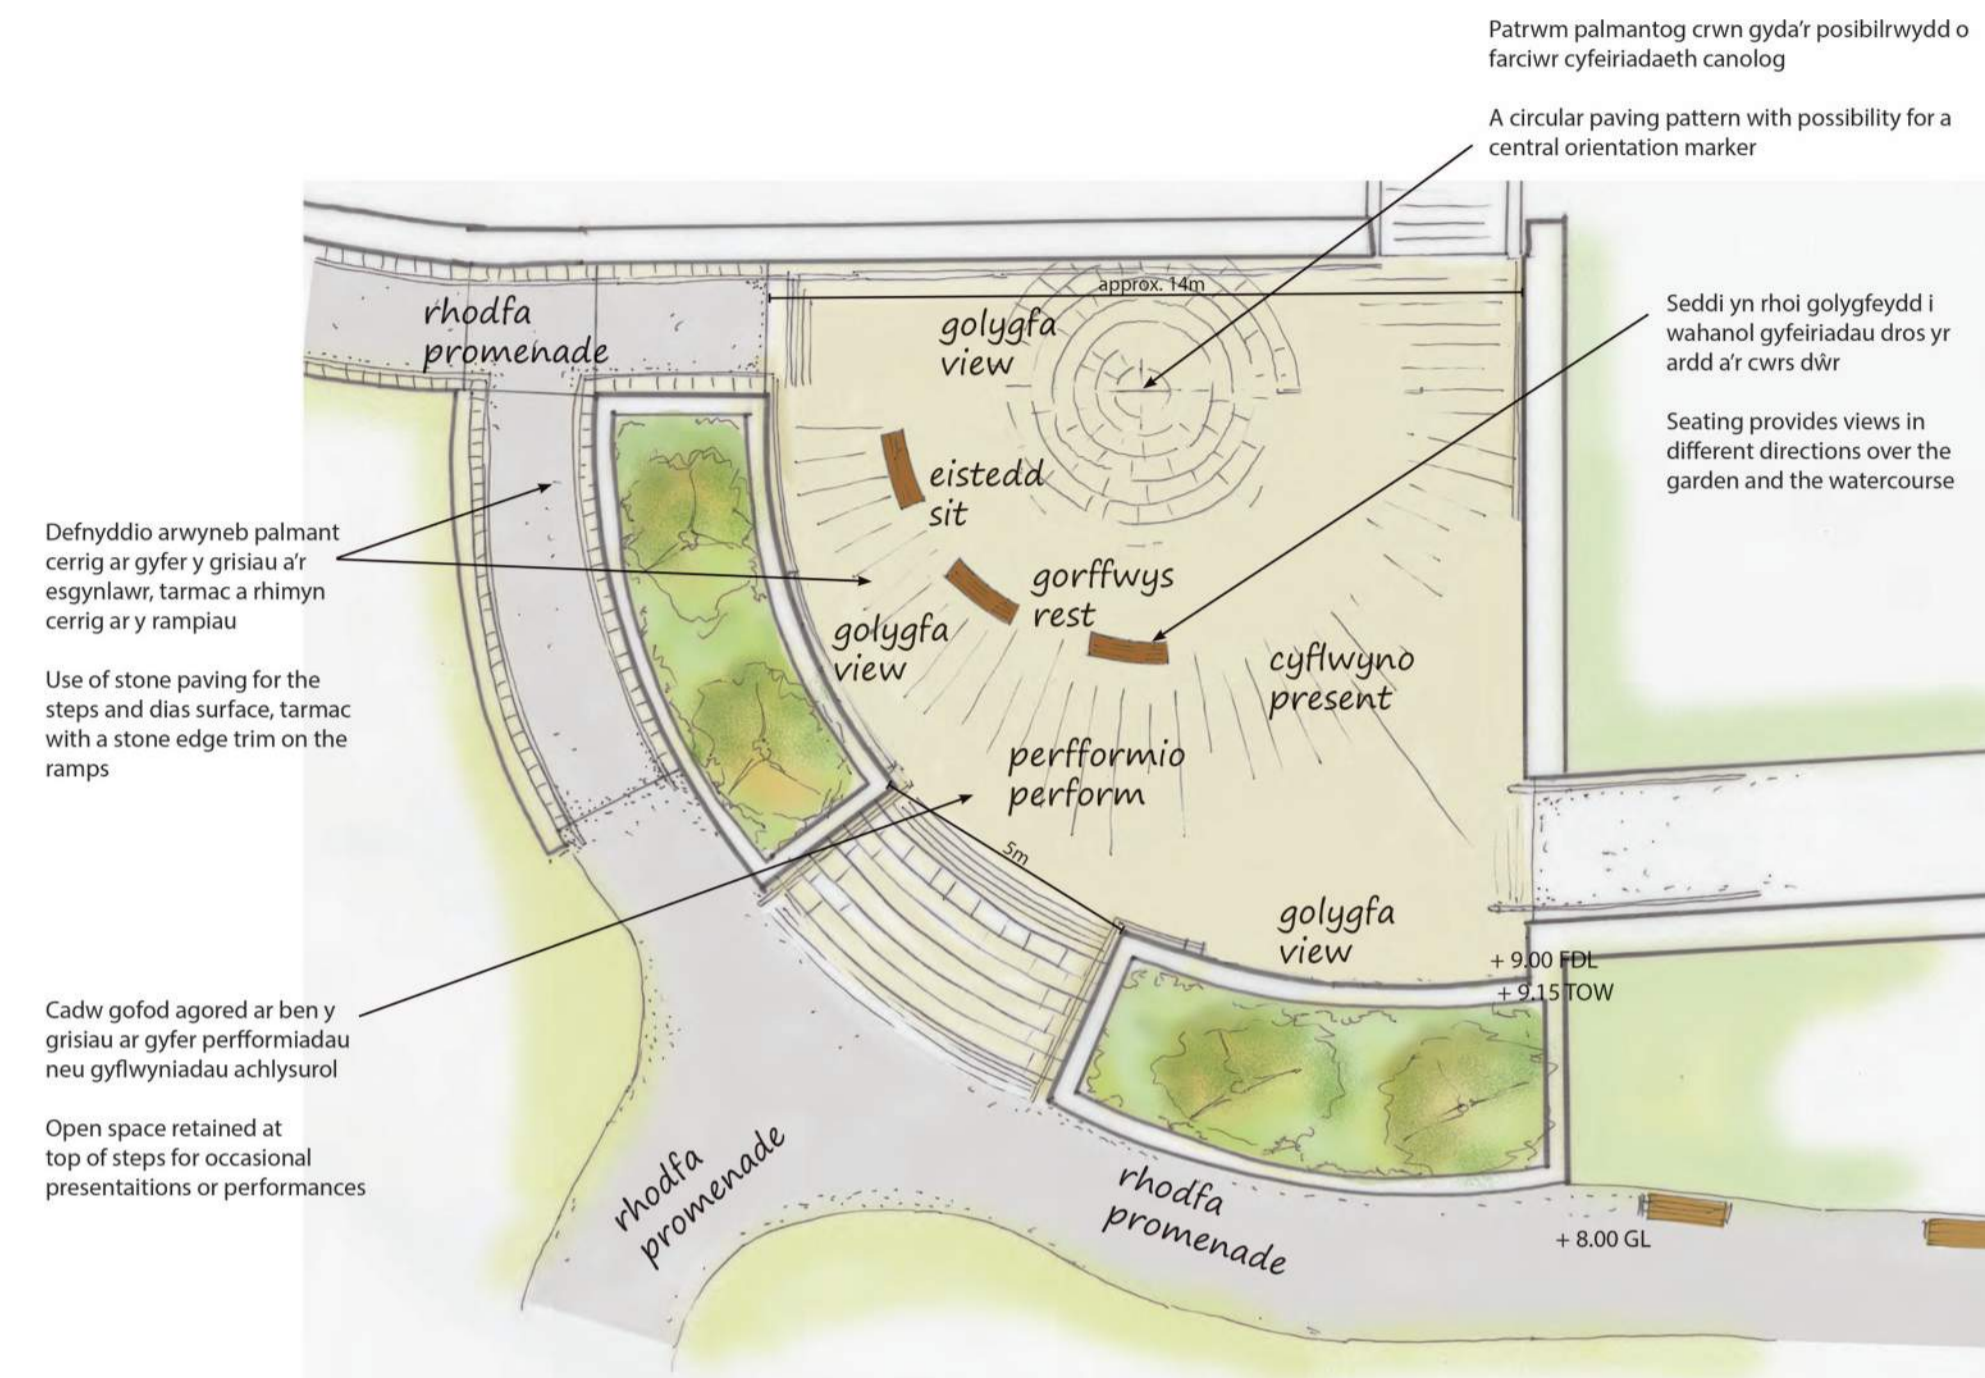 Patrwm palmantog crwn gyda'r posibilrwydd o
farciwr cyfeiriadaeth canolog
A circular paving pattern with possibility for a
central orientation marker
approx. 14m
rhodfa
promenade
golygfa
view
Seddi yn rhoi golygfeydd i
wahanol gyfeiriadau dros yr
ardd a'r cwrs dŵr
Seating provides views in
different directions over the
garden and the watercourse
eistedd
sit
Defnyddio arwyneb palmant
cerrig ar gyfer y grisiau a'r
esgynlawr, tarmac a rhimyn
cerrig ar y rampiau
Use of stone paving for the
steps and dias surface, tarmac
with a stone edge trim on the
ramps
gorffwys
rest
golygfa
view
cyflwyno
present
perfformio
perform
5m
golygfa
view
+ 9.00 FDL
+ 9.15 TOW
Cadw gofod agored ar ben y
grisiau ar gyfer perfformiadau
neu gyflwyniadau achlysurol
Open space retained at
top of steps for occasional
presentaitions or performances
rhodfa
promenade
rhodfa
promenade
+ 8.00 GL